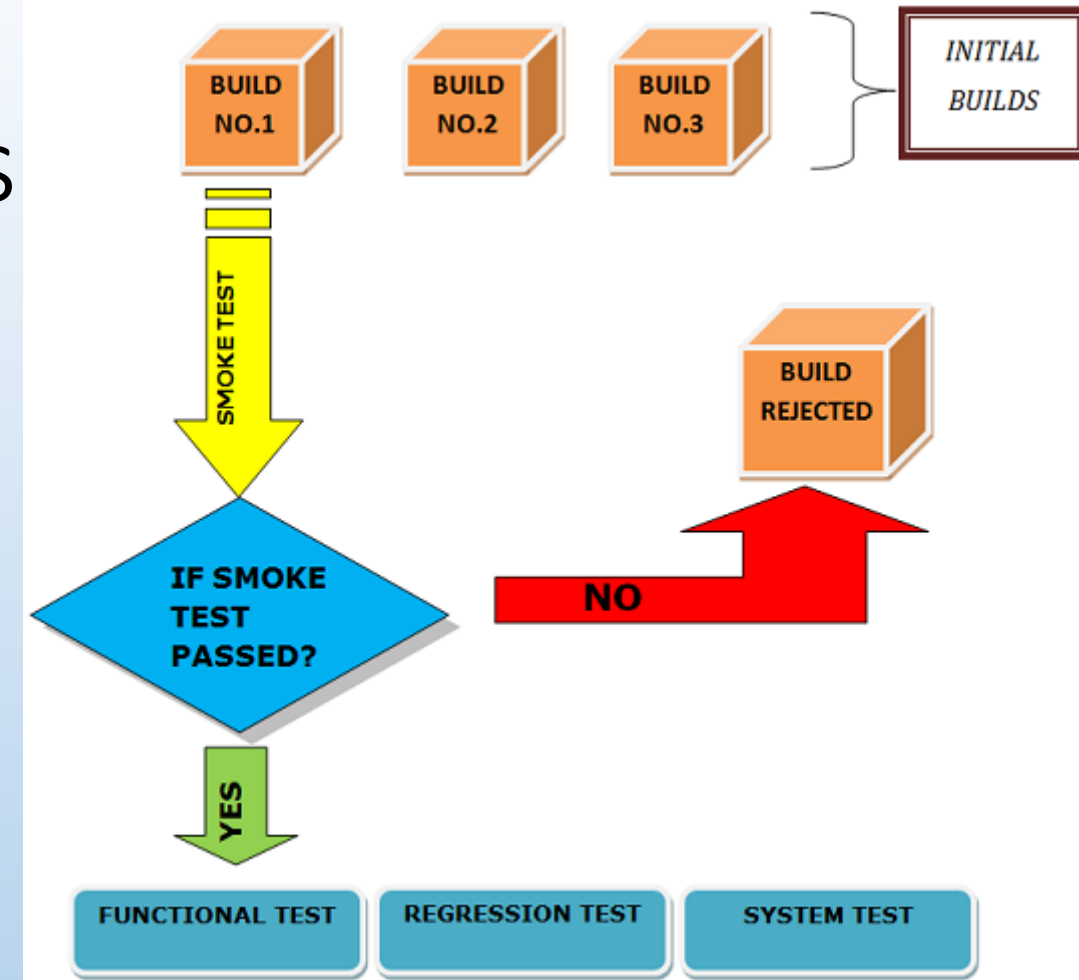 BUILD
NO.1
BUILD
NO.2
BUILD
NO.3
INITIAL
BUILDS
S
SMOKE TEST
BUILD
REJECTED
IF SMOKE
TEST
PASSED?
NO
YES
FUNCTIONAL TEST
REGRESSION TEST
SYSTEM TEST